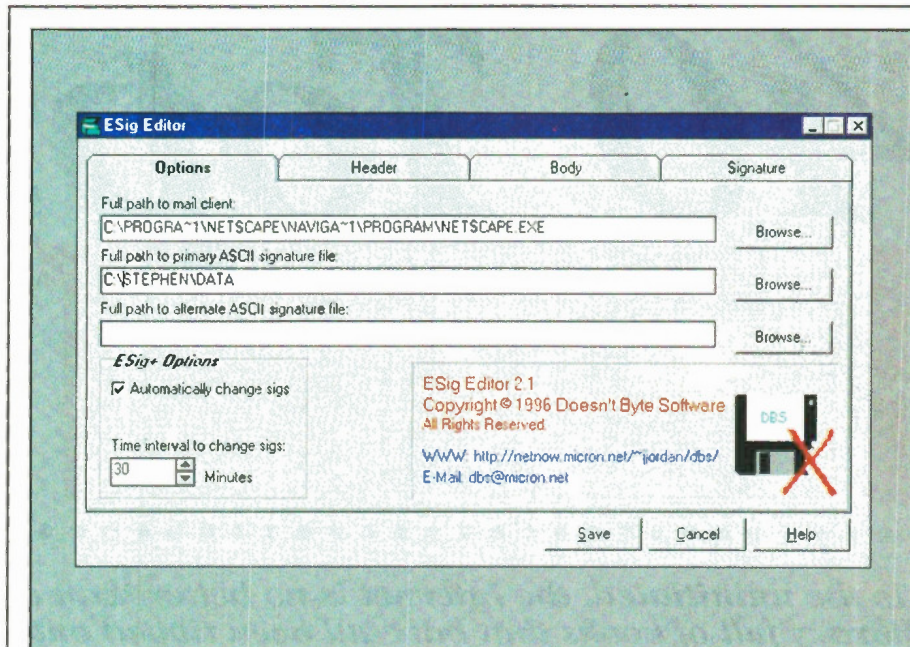 ESig Editor
Options Header Body Signature
Full path to mail client:
C:\PROGRA~1\NETSCAPE\NAVIGA~1\PROGRAM\NETSCAPE.EXE
Browse...
Full path to primary ASCII signature file:
C:\STEPHEN\DATA
Browse...
Full path to alternate ASCII signature file:
Browse...
ESig+ Options
Automatically change sigs
Time interval to change sigs:
30 Minutes
ESig Editor 2.1
Copyright © 1996 Doesn't Byte Software
All Rights Reserved.
WWW: http://netnow.micron.net/~jjordan/dbs/
E-Mail: dbs@micron.net
DBS
Save Cancel Help